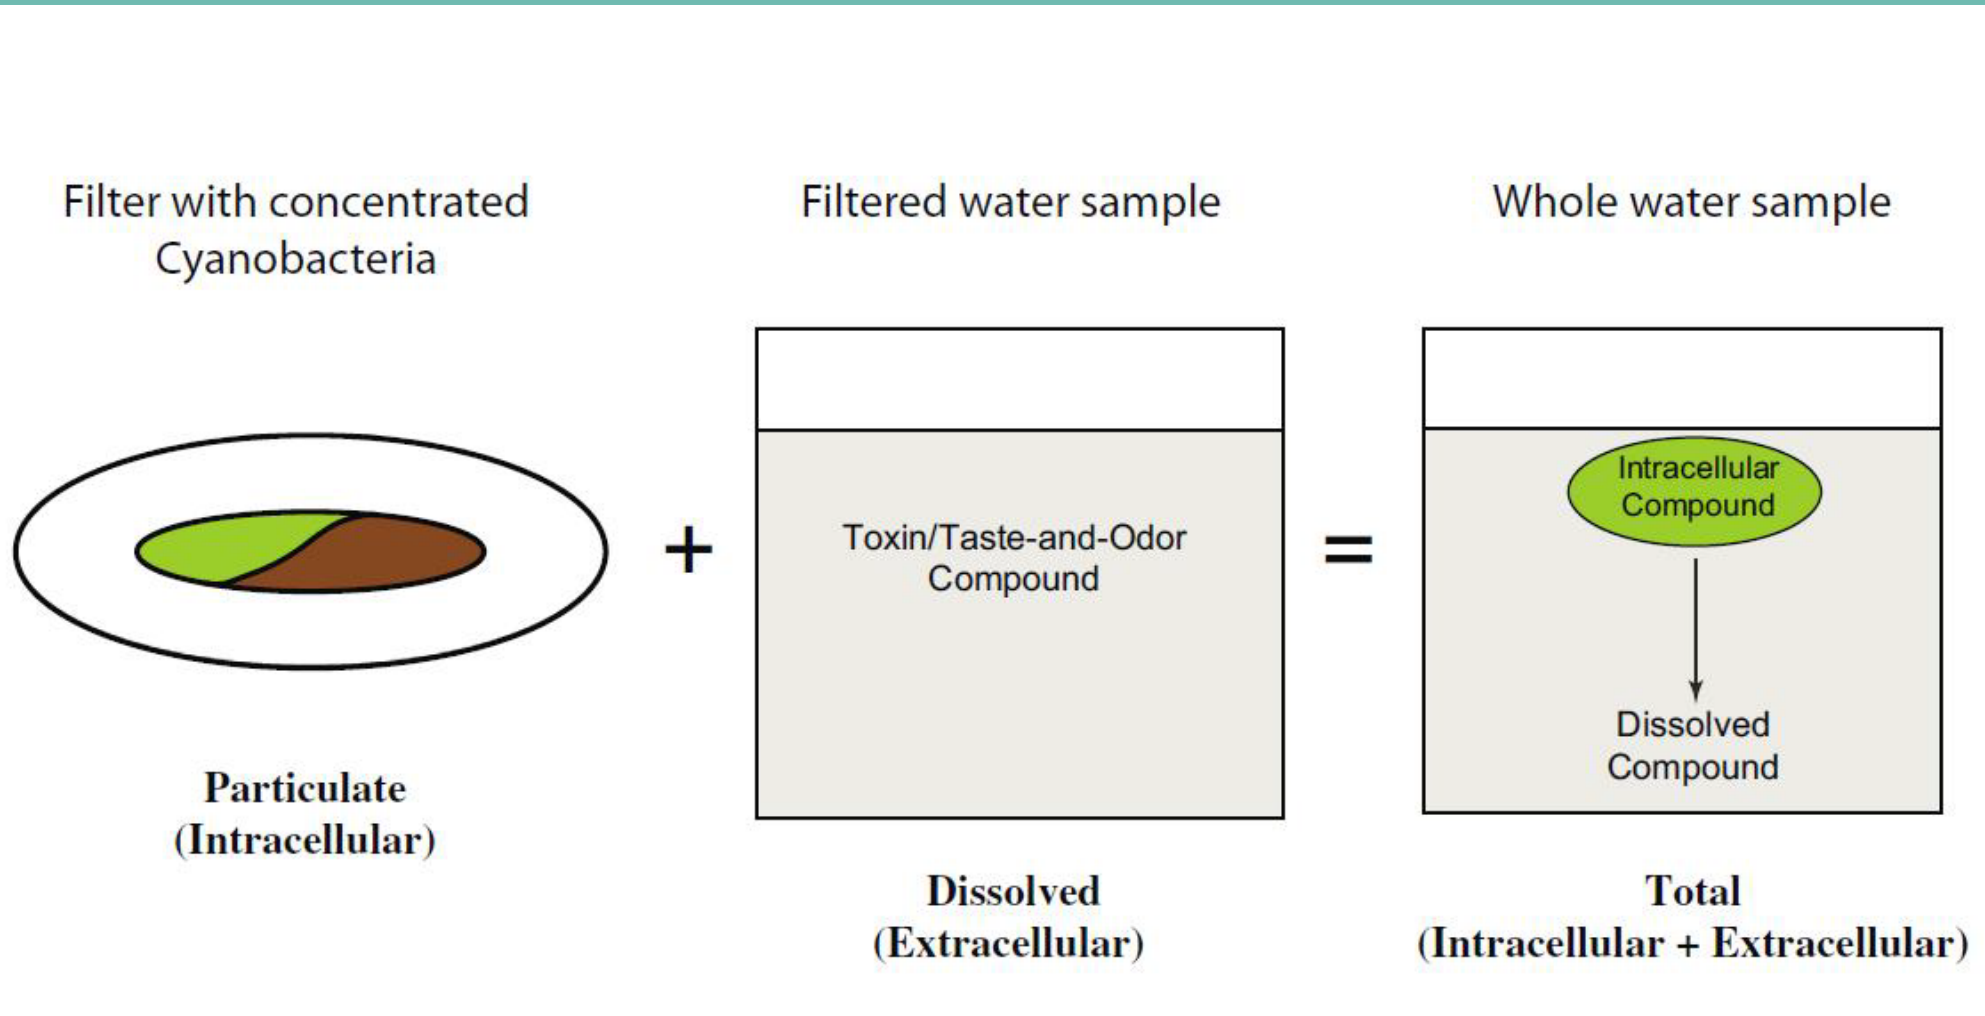 Filter with concentrated
Cyanobacteria
Filtered water sample
Whole water sample
+
Toxin/Taste-and-Odor
Compound
=
Intracellular
Compound
Dissolved
Compound
Particulate
(Intracellular)
Dissolved
(Extracellular)
Total
(Intracellular + Extracellular)